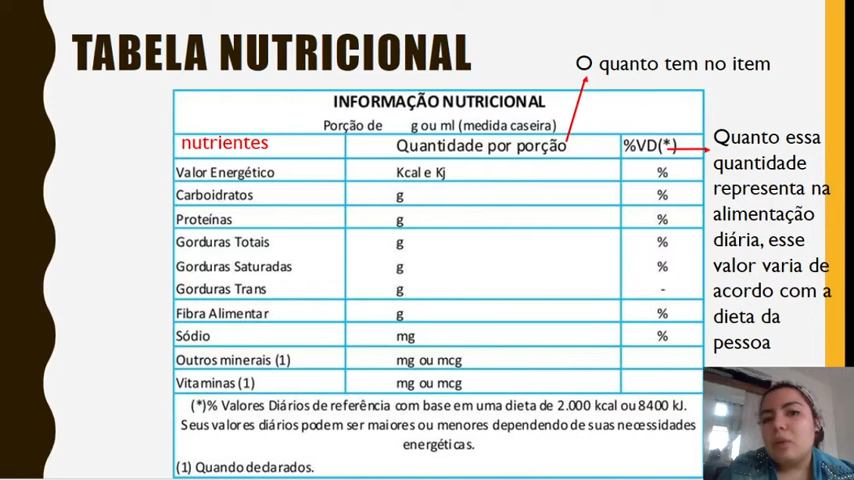 TABELA NUTRICIONAL
O quanto tem no item
INFORMAÇÃO NUTRICIONAL
Porção de g ou ml (medida caseira)
nutrientes Quantidade por porção %VD(*)
Valor Energético Kcal e Kj %
Carboidratos g %
Proteínas g %
Gorduras Totais g %
Gorduras Saturadas g %
Gorduras Trans g -
Fibra Alimentar g %
Sódio mg %
Outros minerais (1) mg ou mcg
Vitaminas (1) mg ou mcg
(*)% Valores Diários de referência com base em uma dieta de 2.000 kcal ou 8400 kJ.
Seus valores diários podem ser maiores ou menores dependendo de suas necessidades
energéticas.
(1) Quando declarados.
Quanto essa
quantidade
representa na
alimentação
diária, esse
valor varia de
acordo com a
dieta da
pessoa